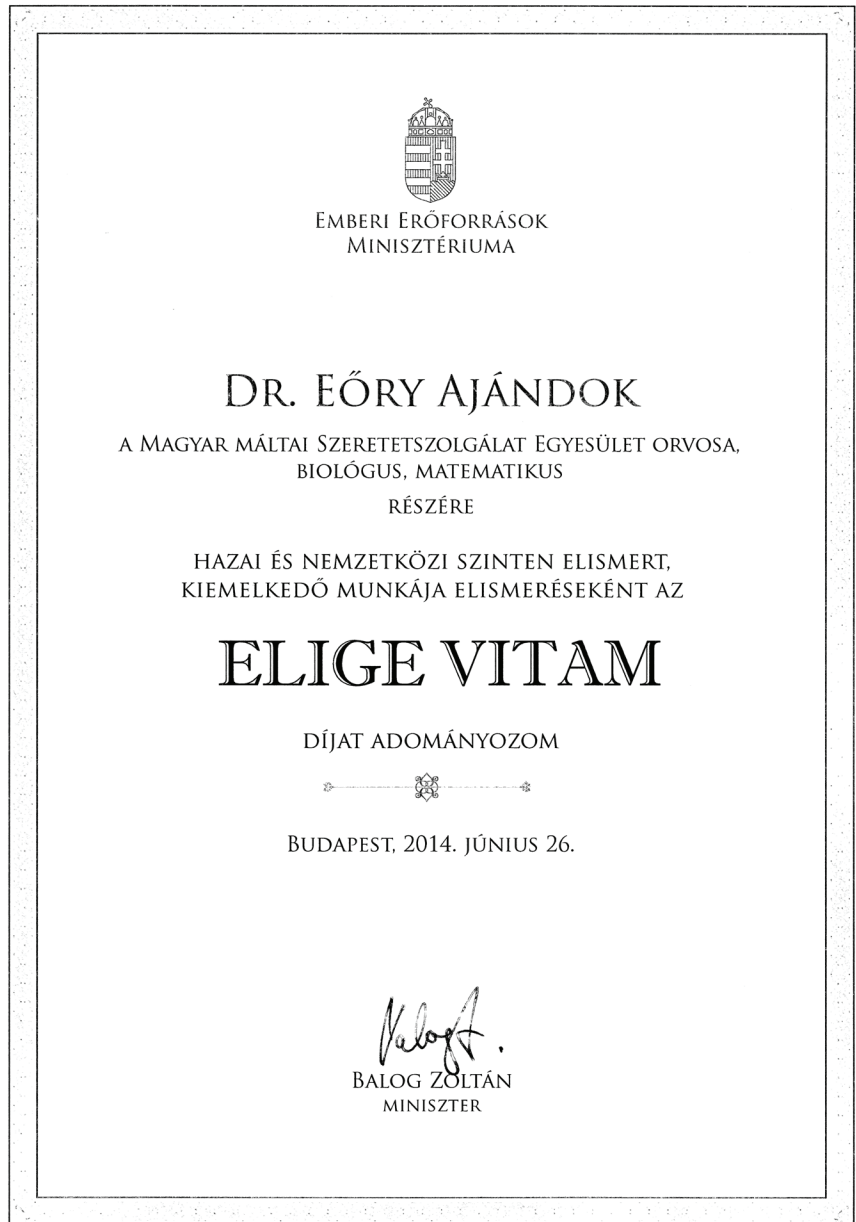 Emberi Erőforrások
Minisztériuma
Dr. Eőry Ajándok
a Magyar máltai Szeretetszolgálat Egyesület orvosa,
biológus, matematikus
részére
hazai és nemzetközi szinten elismert,
kiemelkedő munkája elismeréseként az
ELIGE VITAM
díjat adományozom
Budapest, 2014. június 26.
Balog Z.
Balog Zoltán
miniszter